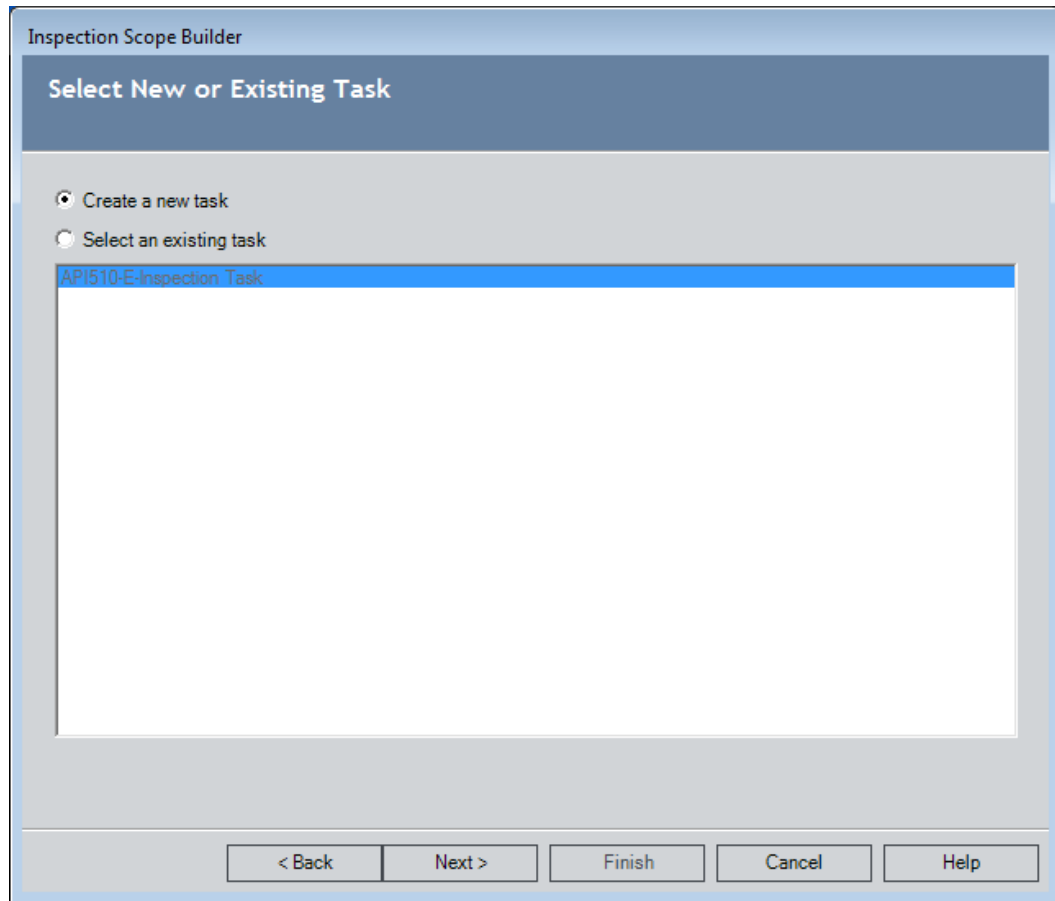 Inspection Scope Builder
Select New or Existing Task
Create a new task
Select an existing task
API510-E-Inspection Task
< Back Next > Finish Cancel Help